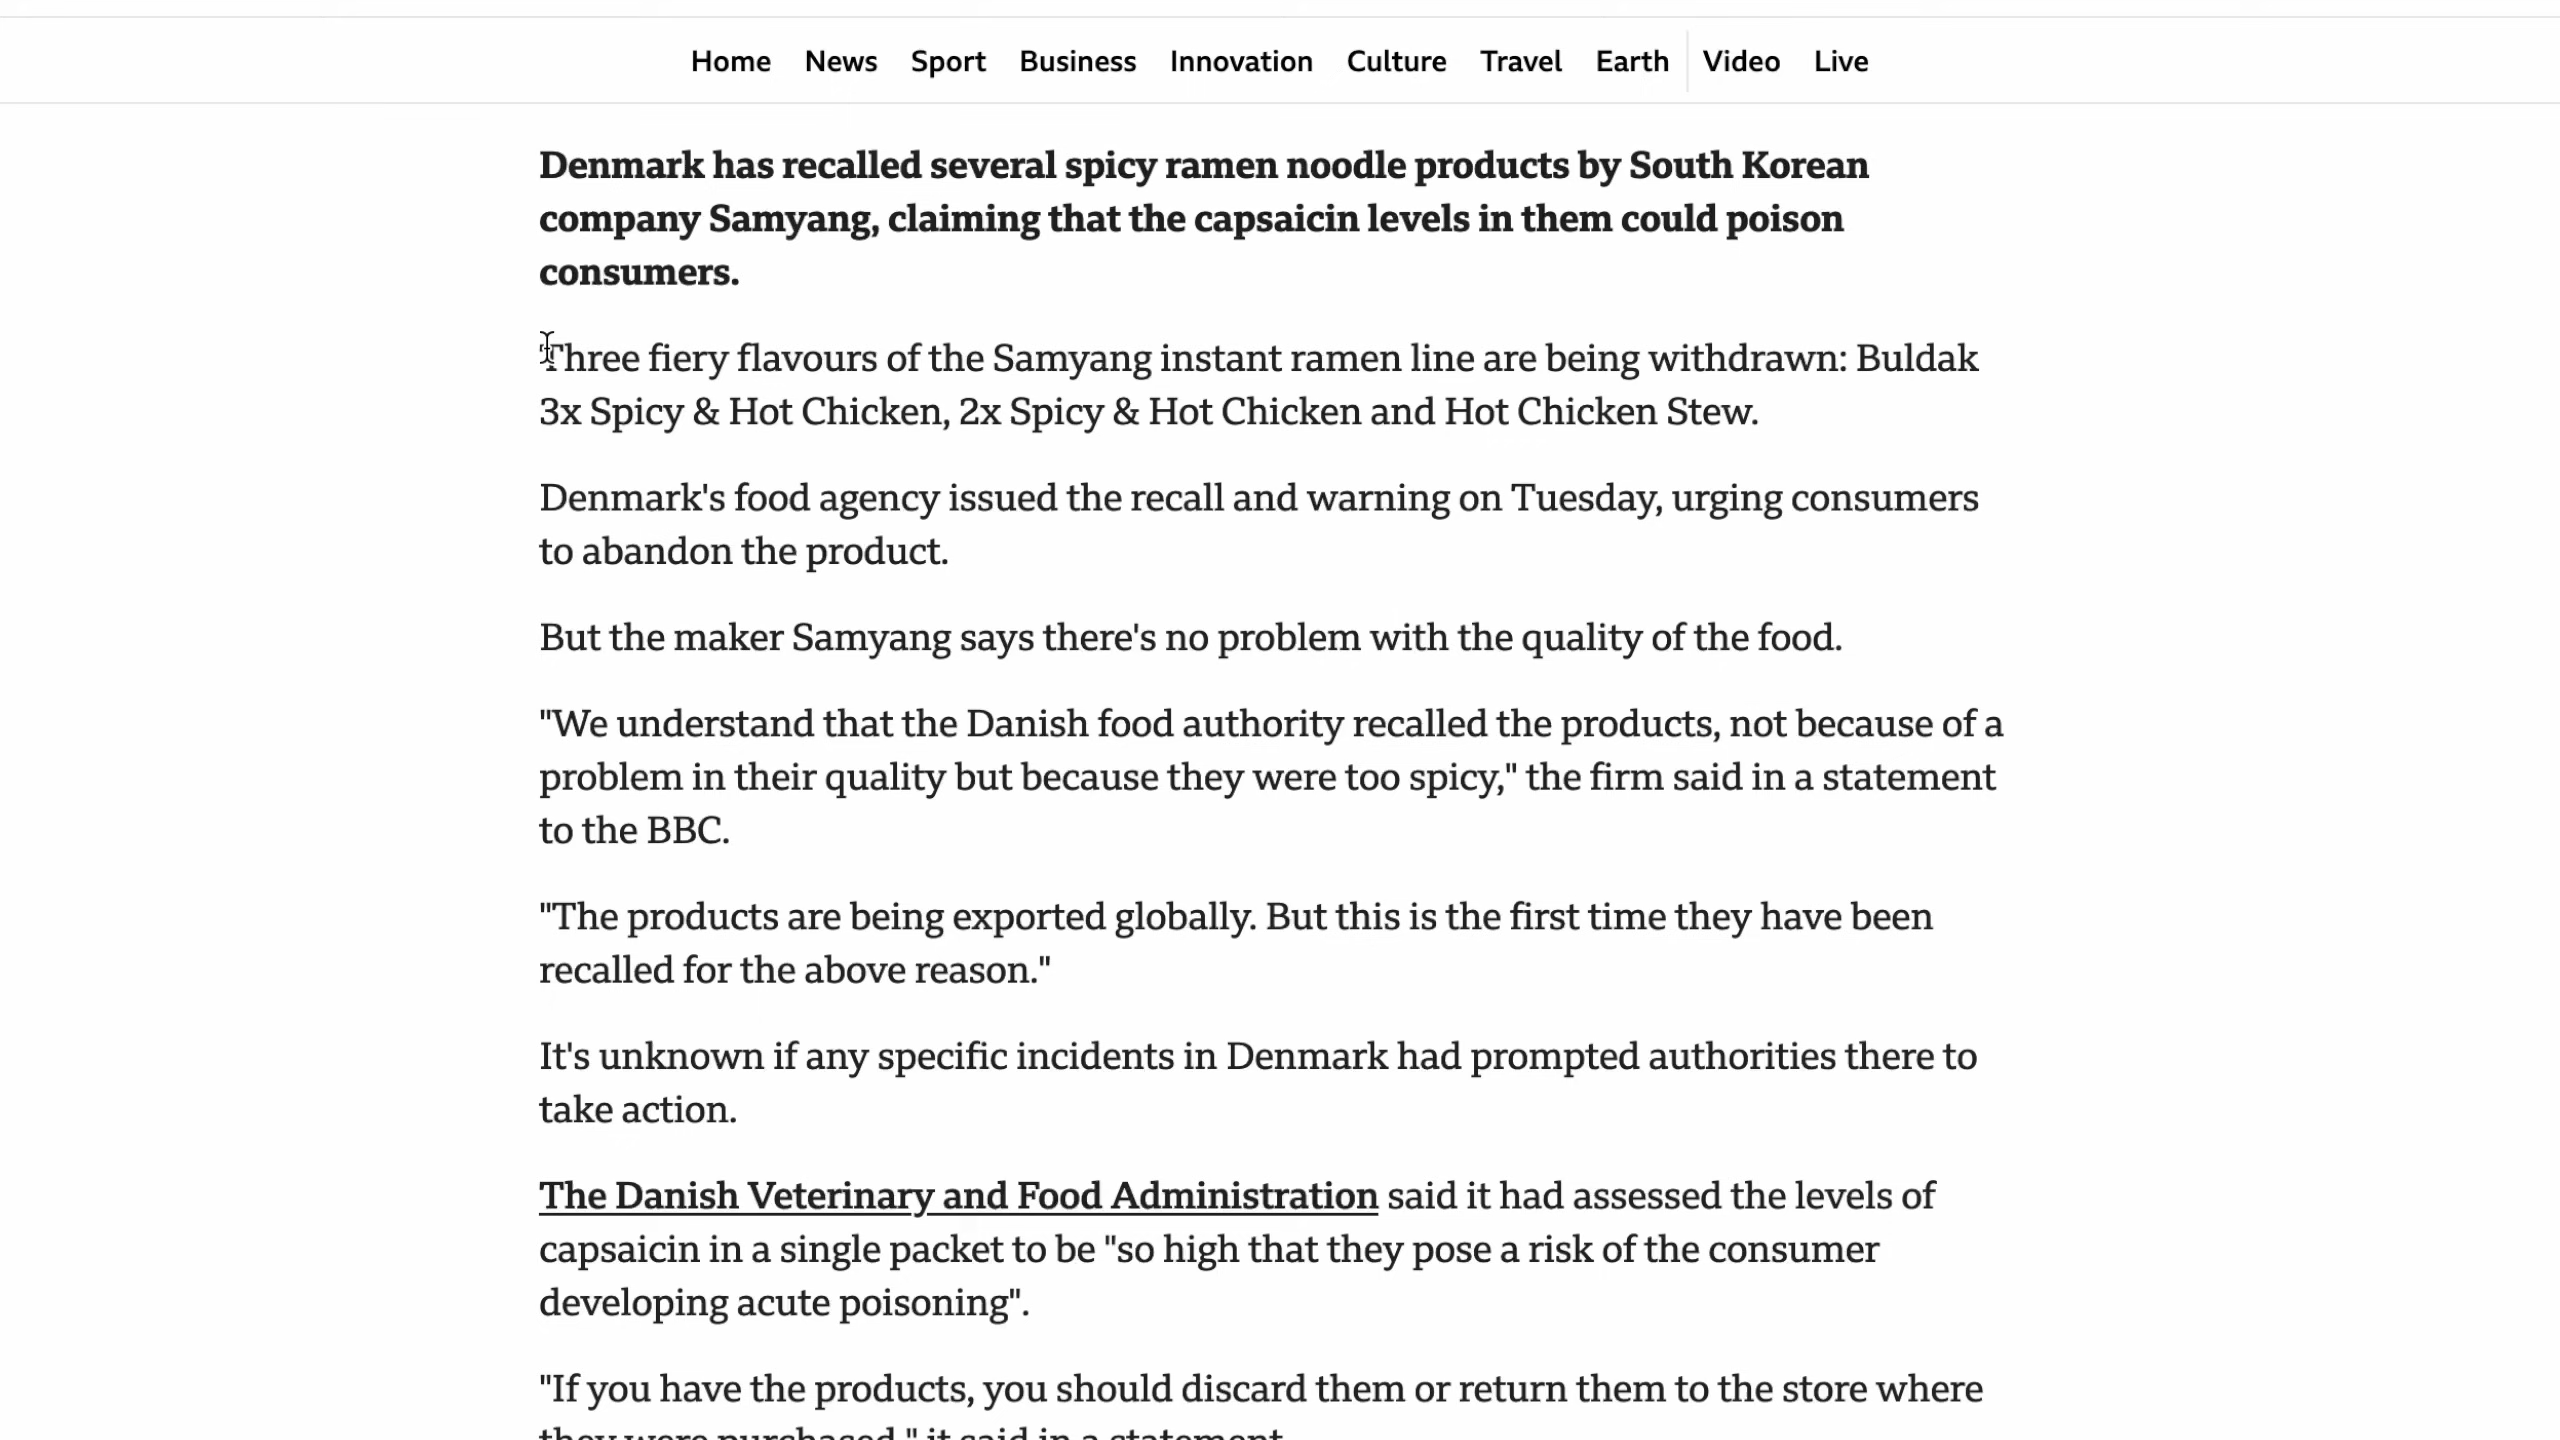 Home News Sport Business Innovation Culture Travel Earth Video Live
Denmark has recalled several spicy ramen noodle products by South Korean
company Samyang, claiming that the capsaicin levels in them could poison
consumers.
Three fiery flavours of the Samyang instant ramen line are being withdrawn: Buldak
3x Spicy & Hot Chicken, 2x Spicy & Hot Chicken and Hot Chicken Stew.
Denmark's food agency issued the recall and warning on Tuesday, urging consumers
to abandon the product.
But the maker Samyang says there's no problem with the quality of the food.
"We understand that the Danish food authority recalled the products, not because of a
problem in their quality but because they were too spicy," the firm said in a statement
to the BBC.
"The products are being exported globally. But this is the first time they have been
recalled for the above reason."
It's unknown if any specific incidents in Denmark had prompted authorities there to
take action.
The Danish Veterinary and Food Administration said it had assessed the levels of
capsaicin in a single packet to be "so high that they pose a risk of the consumer
developing acute poisoning".
"If you have the products, you should discard them or return them to the store where
they were purchased," it said in a statement